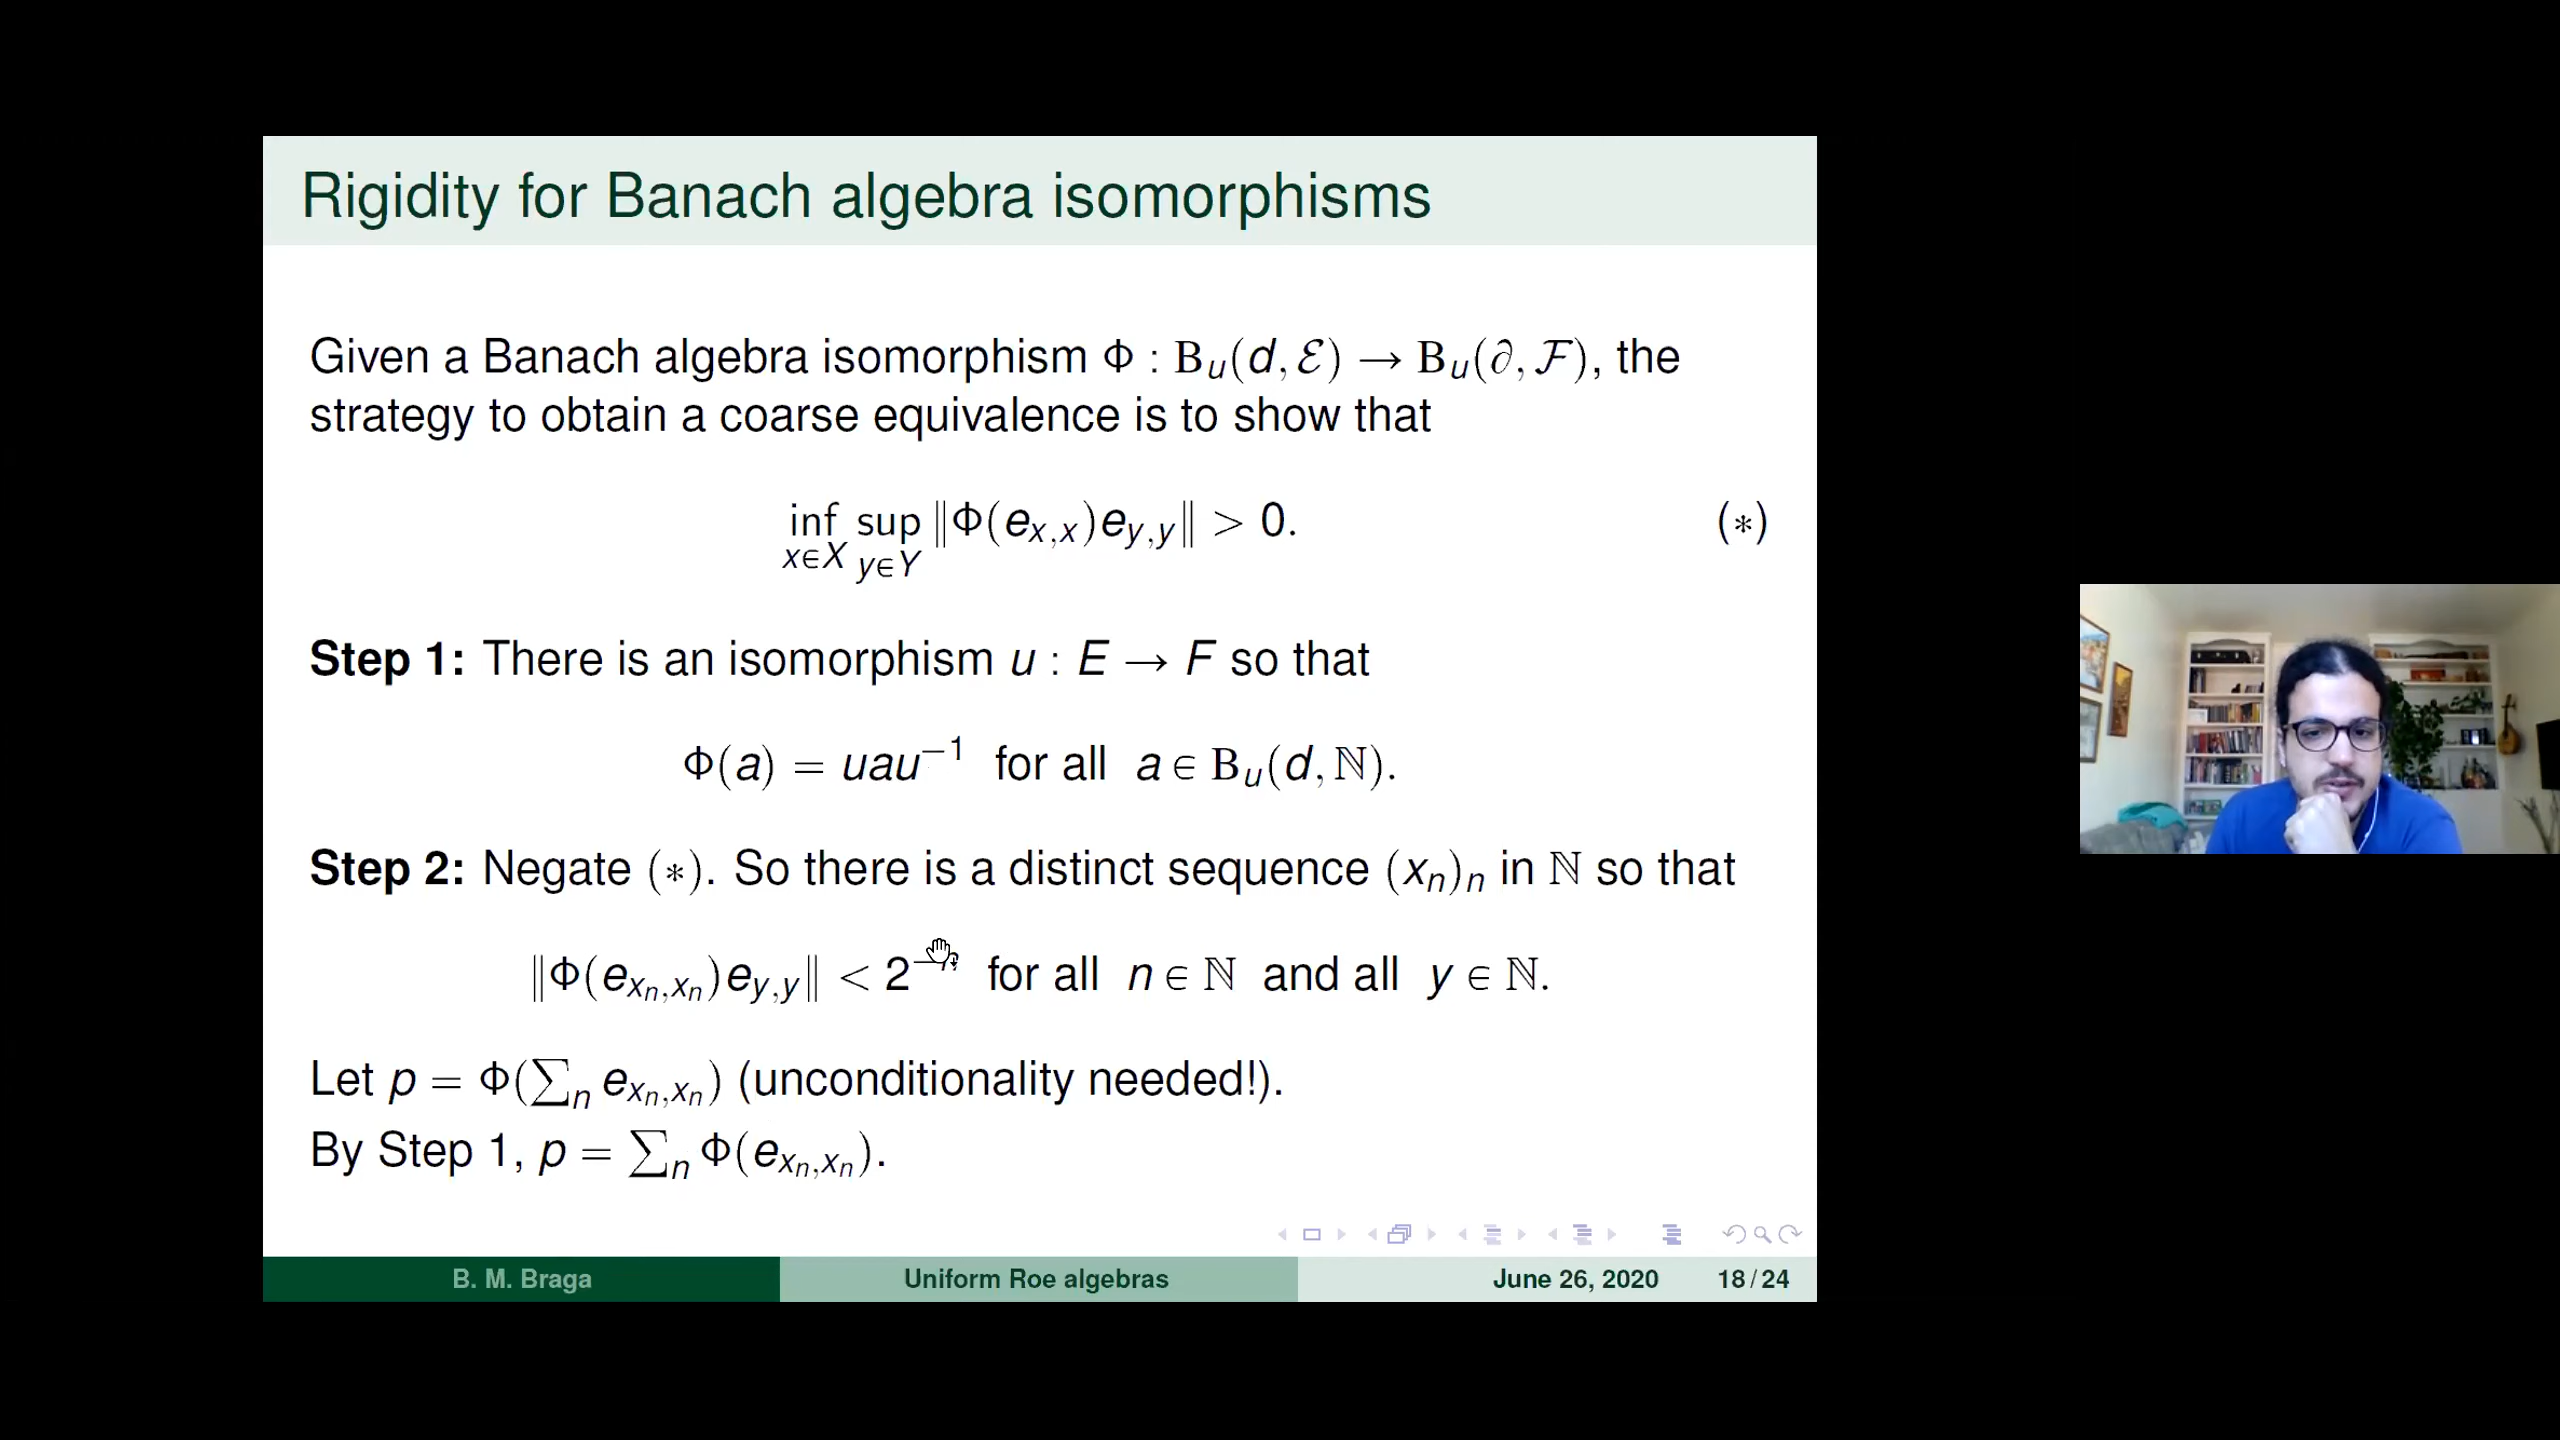 Rigidity for Banach algebra isomorphisms
Given a Banach algebra isomorphism Φ : B_u(d, ℰ) → B_u(∂, ℱ), the
strategy to obtain a coarse equivalence is to show that
inf_{x∈X} sup_{y∈Y} ‖Φ(e_{x,x})e_{y,y}‖ > 0. (∗)
Step 1: There is an isomorphism u : E → F so that
Φ(a) = uau^{−1} for all a ∈ B_u(d, ℕ).
Step 2: Negate (∗). So there is a distinct sequence (x_n)_n in ℕ so that
‖Φ(e_{x_n,x_n})e_{y,y}‖ < 2^{−n} for all n ∈ ℕ and all y ∈ ℕ.
Let p = Φ(∑_n e_{x_n,x_n}) (unconditionality needed!).
By Step 1, p = ∑_n Φ(e_{x_n,x_n}).
B. M. Braga Uniform Roe algebras June 26, 2020 18 / 24